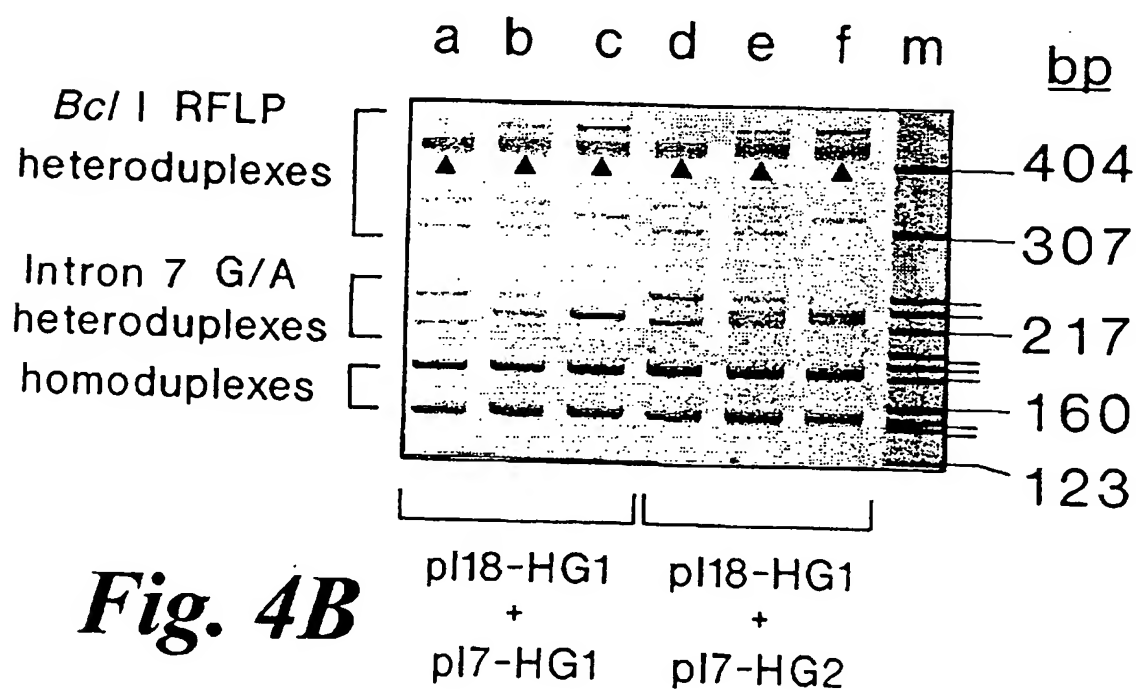 a b c d e f m
bp
Bcl I RFLP
heteroduplexes
404
307
Intron 7 G/A
heteroduplexes
217
homoduplexes
160
123
pI18-HG1
+
pI7-HG1
pI18-HG1
+
pI7-HG2
Fig. 4B